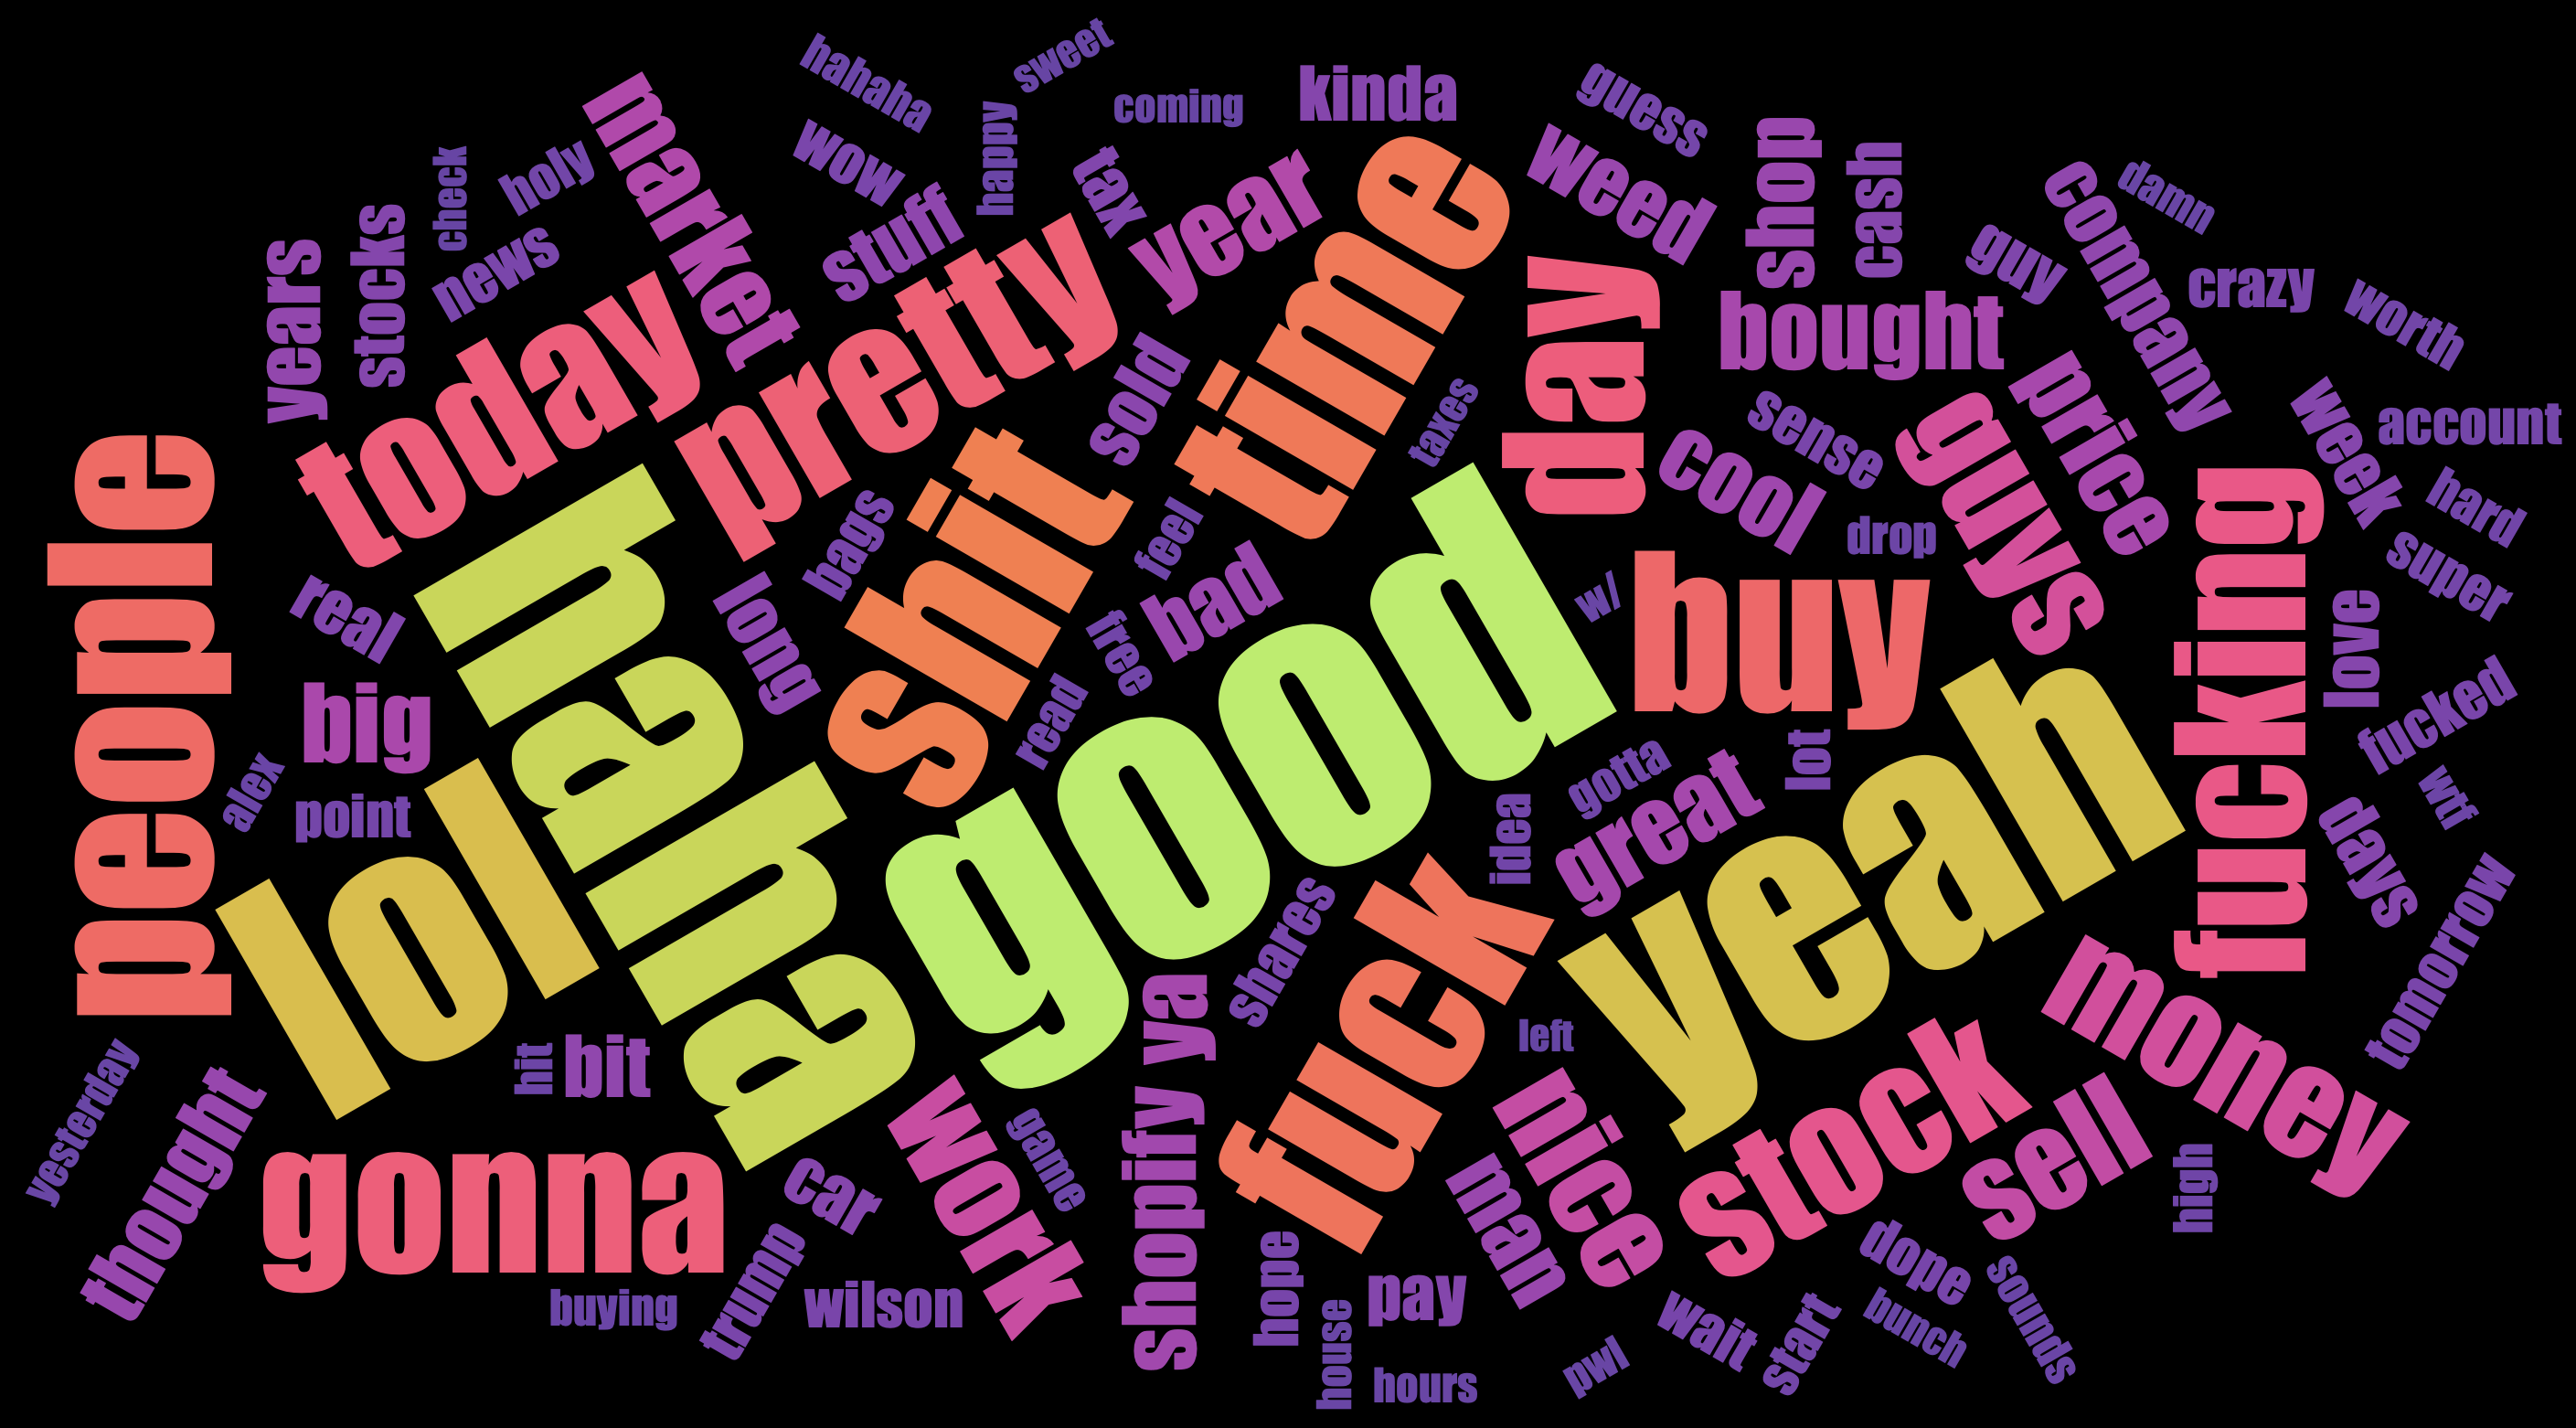 hahaha
sweet
coming
kinda
guess
market
wow
happy
tax
year
weed
shop
cash
company
damn
check
holy
stuff
time
guy
crazy
worth
years
stocks
news
today
pretty
sold
taxes
day
bought
price
week
account
people
real
haha
long
bags
shit
feel
bad
free
read
good
w/
cool
sense
drop
guys
buy
fucking
hard
super
love
fucked
wtf
big
alex
point
lol
idea
gotta
great
lot
yeah
days
tomorrow
yesterday
thought
hit
bit
shopify ya
shares
fuck
left
money
gonna
car
work
game
nice
man
stock
sell
high
buying
trump
wilson
hope
house
pay
hours
pwl
wait
start
dope
bunch
sounds